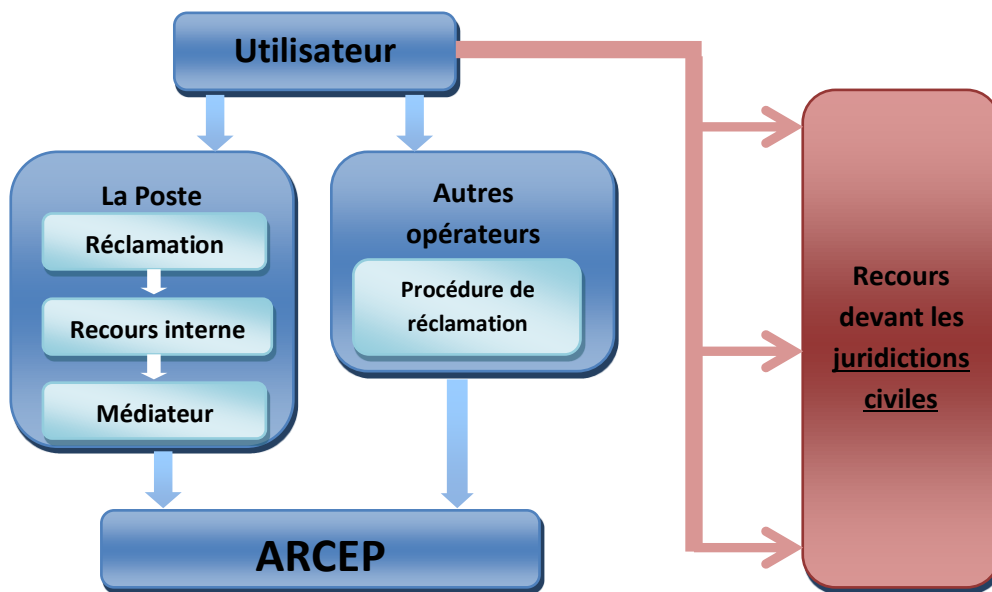 Utilisateur
La Poste
Réclamation
Recours interne
Médiateur
Autres
opérateurs
Procédure de
réclamation
ARCEP
Recours
devant les
juridictions
civiles